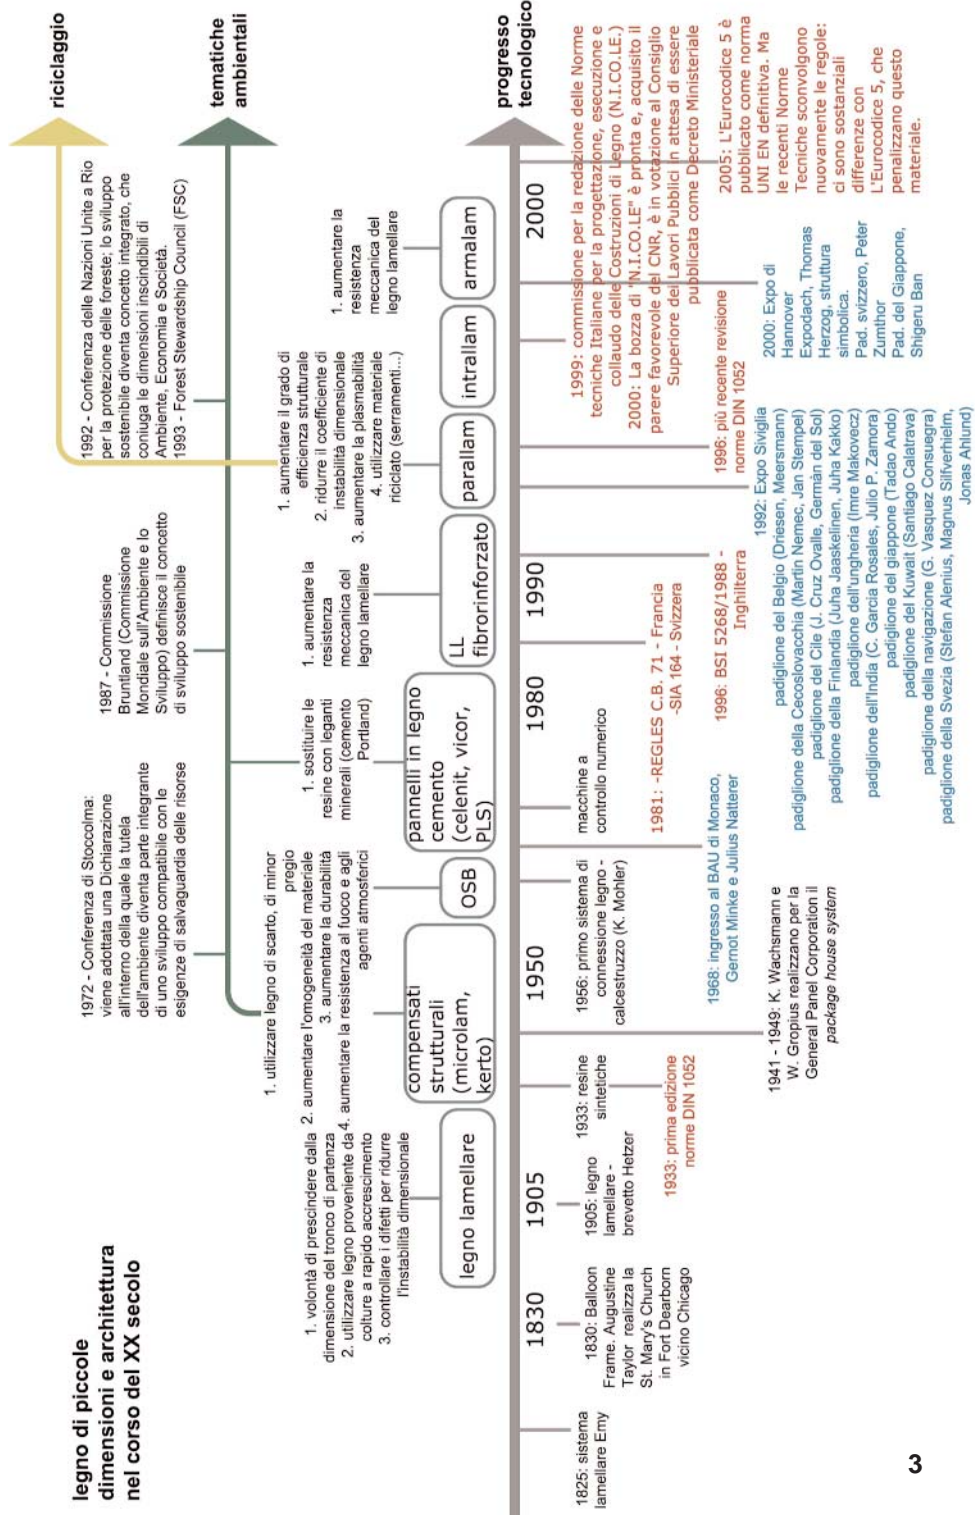 legno di piccole
dimensioni e architettura
nel corso del XX secolo
riciclaggio
tematiche
ambientali
progresso
tecnologico
1972 - Conferenza di Stoccolma:
viene adottata una Dichiarazione
all'interno della quale la tutela
dell'ambiente diventa parte integrante
di uno sviluppo compatibile con le
esigenze di salvaguardia delle risorse
1987 - Commissione
Bruntland (Commissione
Mondiale sull'Ambiente e lo
Sviluppo) definisce il concetto
di sviluppo sostenibile
1992 - Conferenza delle Nazioni Unite a Rio
per la protezione delle foreste; lo sviluppo
sostenibile diventa concetto integrato, che
coniuga le dimensioni inscindibili di
Ambiente, Economia e Società.
1993 - Forest Stewardship Council (FSC)
1. volontà di prescindere dalla
dimensione del tronco di partenza
2. utilizzare legno proveniente da
colture a rapido accrescimento
3. controllare i difetti per ridurre
l'instabilità dimensionale
1. utilizzare legno di scarto, di minor
pregio
2. aumentare l'omogeneità del materiale
3. aumentare la durabilità
4. aumentare la resistenza al fuoco e agli
agenti atmosferici
1. sostituire le
resine con leganti
minerali (cemento
Portland)
1. aumentare la
resistenza
meccanica del
legno lamellare
1. aumentare il grado di
efficienza strutturale
2. ridurre il coefficiente di
instabilità dimensionale
3. aumentare la plasmabilità
4. utilizzare materiale
riciclato (serramenti...)
1. aumentare la
resistenza
meccanica del
legno lamellare
legno lamellare
compensati
strutturali
(microlam,
kerto)
OSB
pannelli in legno
cemento
(celenit, vicor,
PLS)
LL
fibrorinforzato
parallam
intrallam
armalam
1830
1905
1950
1980
1990
2000
1825: sistema
lamellare Emy
1830: Balloon
Frame. Augustine
Taylor realizza la
St. Mary's Church
in Fort Dearborn
vicino Chicago
1905: legno
lamellare -
brevetto Hetzer
1933: resine
sintetiche
1933: prima edizione
norme DIN 1052
1941 - 1949: K. Wachsmann e
W. Gropius realizzano per la
General Panel Corporation il
package house system
1956: primo sistema di
connessione legno -
calcestruzzo (K. Mohler)
1968: ingresso al BAU di Monaco,
Gernot Minke e Julius Natterer
macchine a
controllo numerico
1981: -REGLES C.B. 71 - Francia
-SIA 164 - Svizzera
1996: BSI 5268/1988 -
Inghilterra
1992: Expo Siviglia
padiglione del Belgio (Driesen, Meersmann)
padiglione della Cecoslovacchia (Martin Nemec, Jan Stempel)
padiglione del Cile (J. Cruz Ovalle, Germán del Sol)
padiglione della Finlandia (Juha Jaaskelinen, Juha Kakko)
padiglione dell'ungheria (Imre Makovecz)
padiglione dell'India (C. Garcia Rosales, Julio P. Zamora)
padiglione del giappone (Tadao Ando)
padiglione del Kuwait (Santiago Calatrava)
padiglione della navigazione (G. Vasquez Consuegra)
padiglione della Svezia (Stefan Alenius, Magnus Silfverhielm,
Jonas Ahlund)
1996: più recente revisione
norme DIN 1052
1999: commissione per la redazione delle Norme
tecniche Italiane per la progettazione, esecuzione e
collaudo delle Costruzioni di Legno (N.I.CO.LE.)
2000: La bozza di "N.I.CO.LE" è pronta e, acquisito il
parere favorevole del CNR, è in votazione al Consiglio
Superiore dei Lavori Pubblici in attesa di essere
pubblicata come Decreto Ministeriale
2000: Expo di
Hannover
Expodach, Thomas
Herzog, struttura
simbolica.
Pad. svizzero, Peter
Zumthor
Pad. del Giappone,
Shigeru Ban
2005: L'Eurocodice 5 è
pubblicato come norma
UNI EN definitiva. Ma
le recenti Norme
Tecniche sconvolgono
nuovamente le regole:
ci sono sostanziali
differenze con
L'Eurocodice 5, che
penalizzano questo
materiale.
3